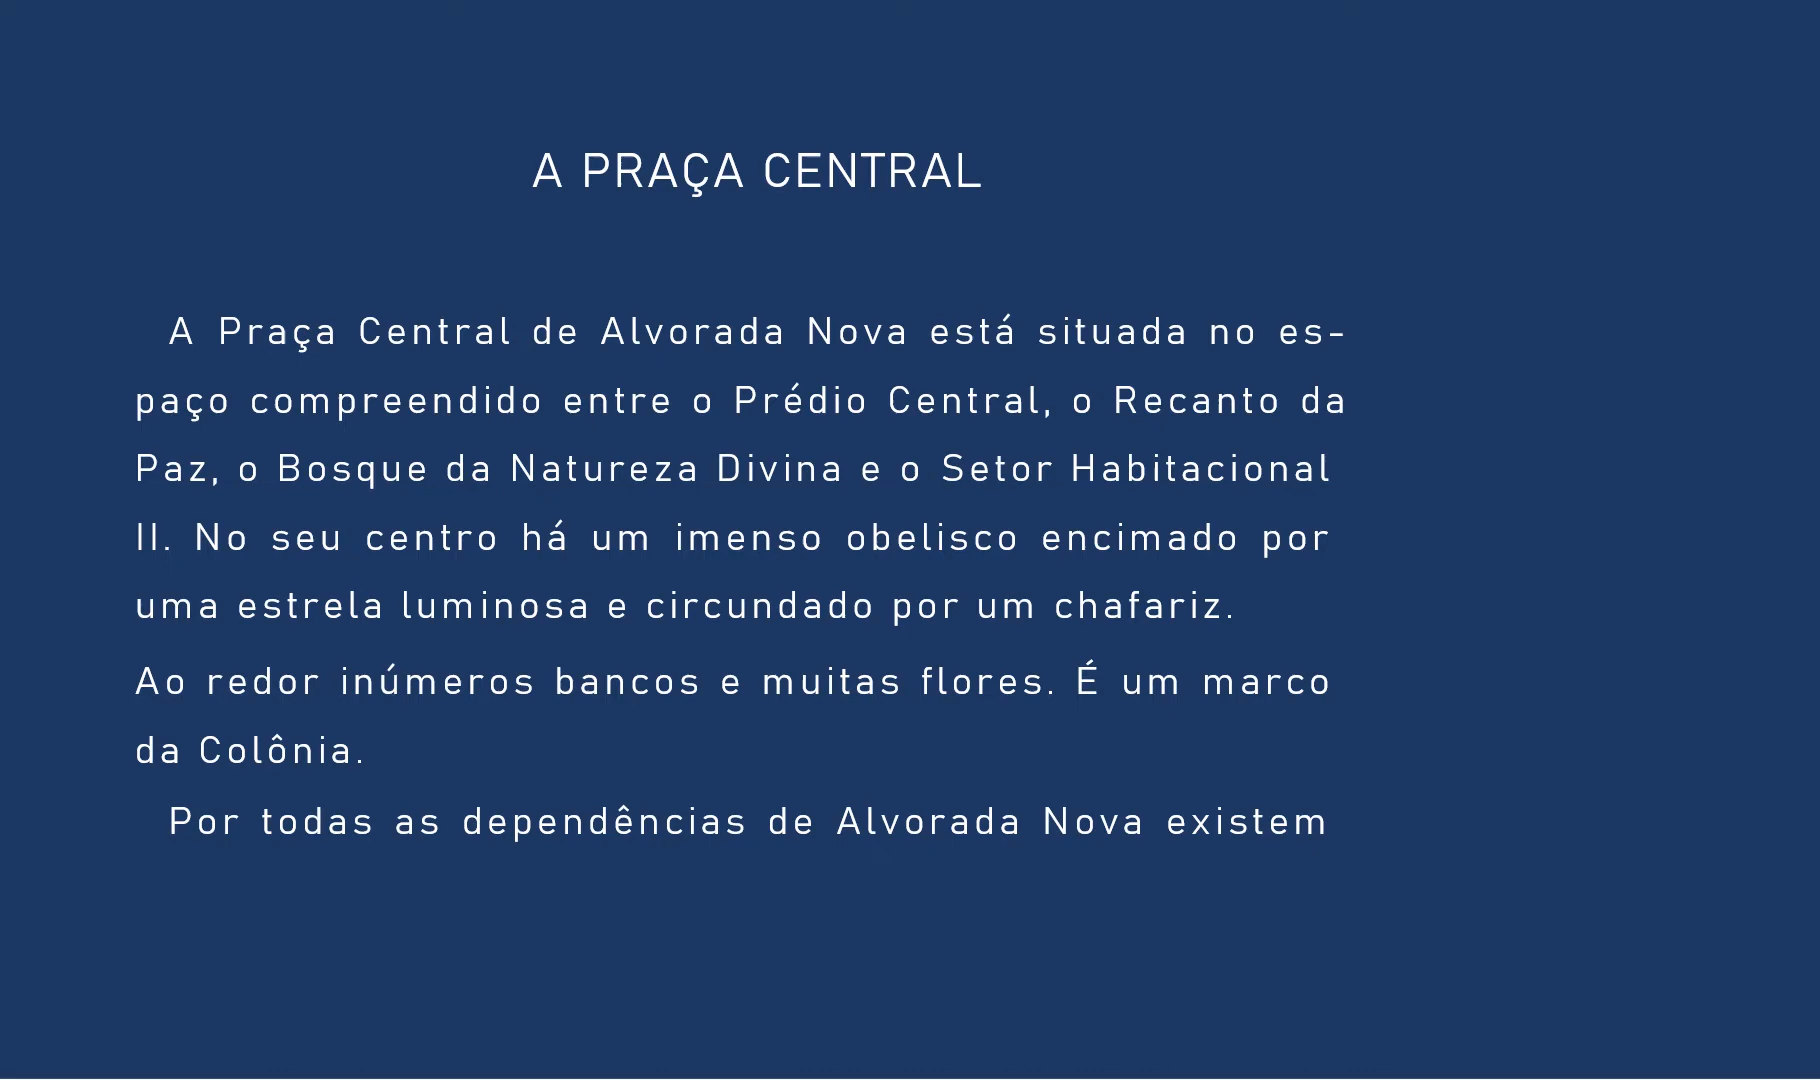 A PRAÇA CENTRAL
A Praça Central de Alvorada Nova está situada no es-
paço compreendido entre o Prédio Central, o Recanto da
Paz, o Bosque da Natureza Divina e o Setor Habitacional
II. No seu centro há um imenso obelisco encimado por
uma estrela luminosa e circundado por um chafariz.
Ao redor inúmeros bancos e muitas flores. É um marco
da Colônia.
Por todas as dependências de Alvorada Nova existem